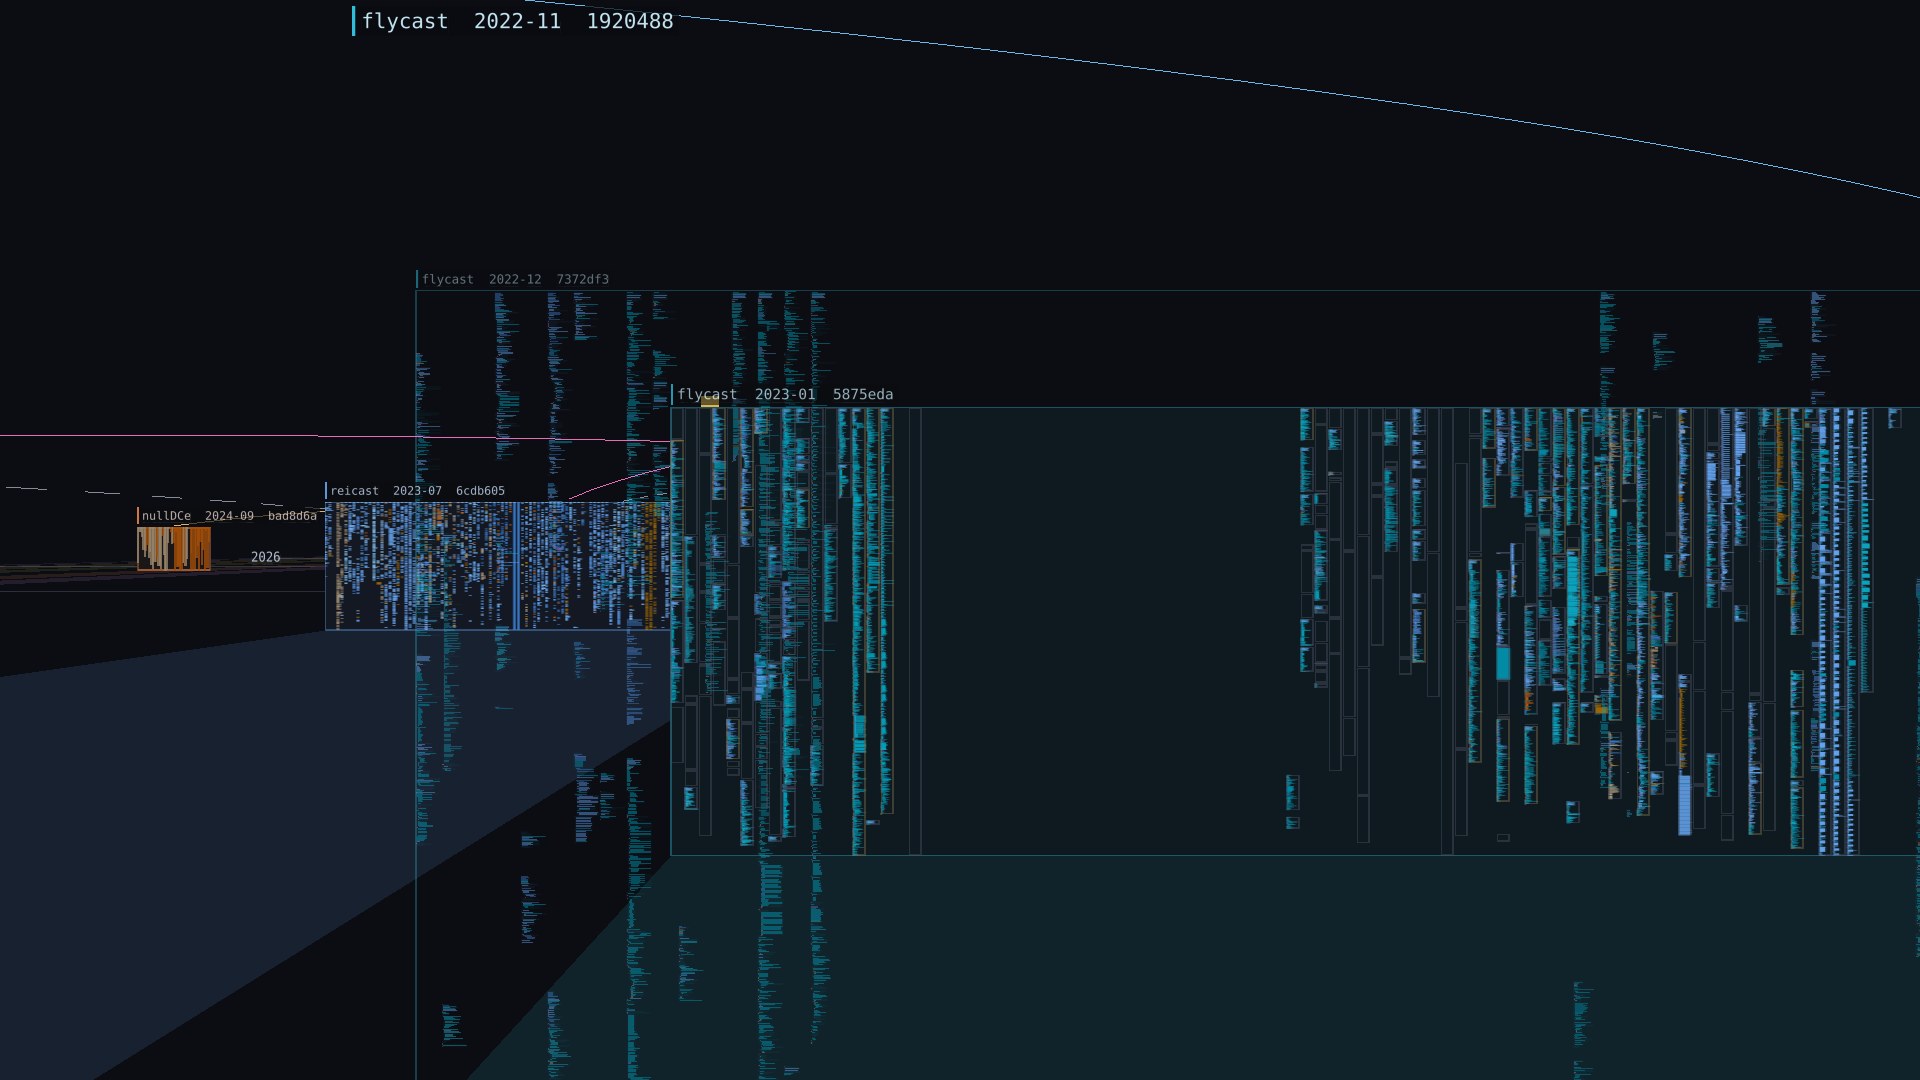 flycast 2022-11 1920488
flycast 2022-12 7372df3
flycast 2023-01 5875eda
reicast 2023-07 6cdb605
nullDCe 2024-09 bad8d6a
2026